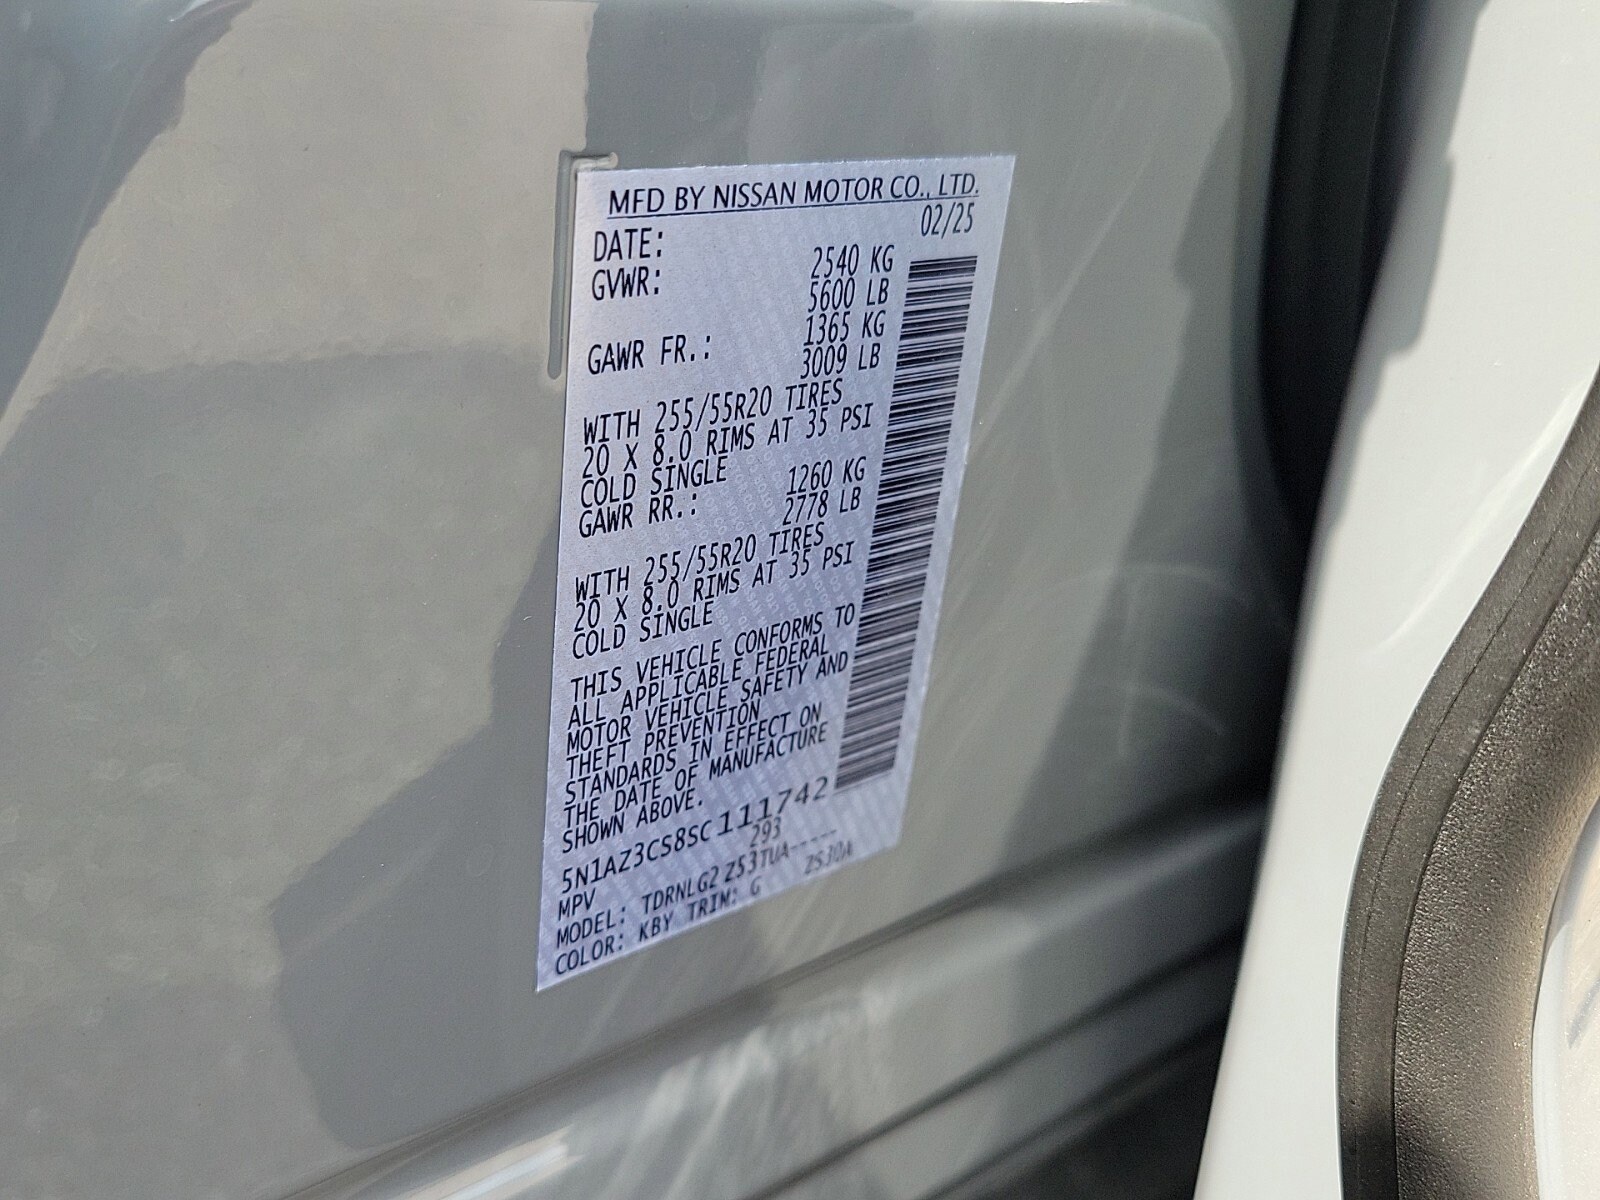 MFD BY NISSAN MOTOR CO., LTD.
DATE: 02/25
GVWR: 2540 KG
5600 LB
GAWR FR.: 1365 KG
3009 LB
WITH 255/55R20 TIRES
20 X 8.0 RIMS AT 35 PSI
COLD SINGLE
GAWR RR.: 1260 KG
2778 LB
WITH 255/55R20 TIRES
20 X 8.0 RIMS AT 35 PSI
COLD SINGLE
THIS VEHICLE CONFORMS TO
ALL APPLICABLE FEDERAL
MOTOR VEHICLE SAFETY AND
THEFT PREVENTION
STANDARDS IN EFFECT ON
THE DATE OF MANUFACTURE
SHOWN ABOVE.
5N1AZ3CS8SC111742
MPV 293
MODEL: TDRNLG2 Z53TUA-----
COLOR: KBY TRIM: G